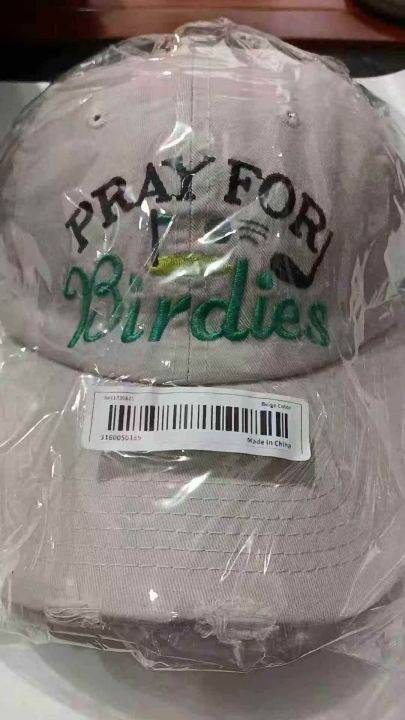 PRAY FOR
Birdies
Beige Color
Made in China